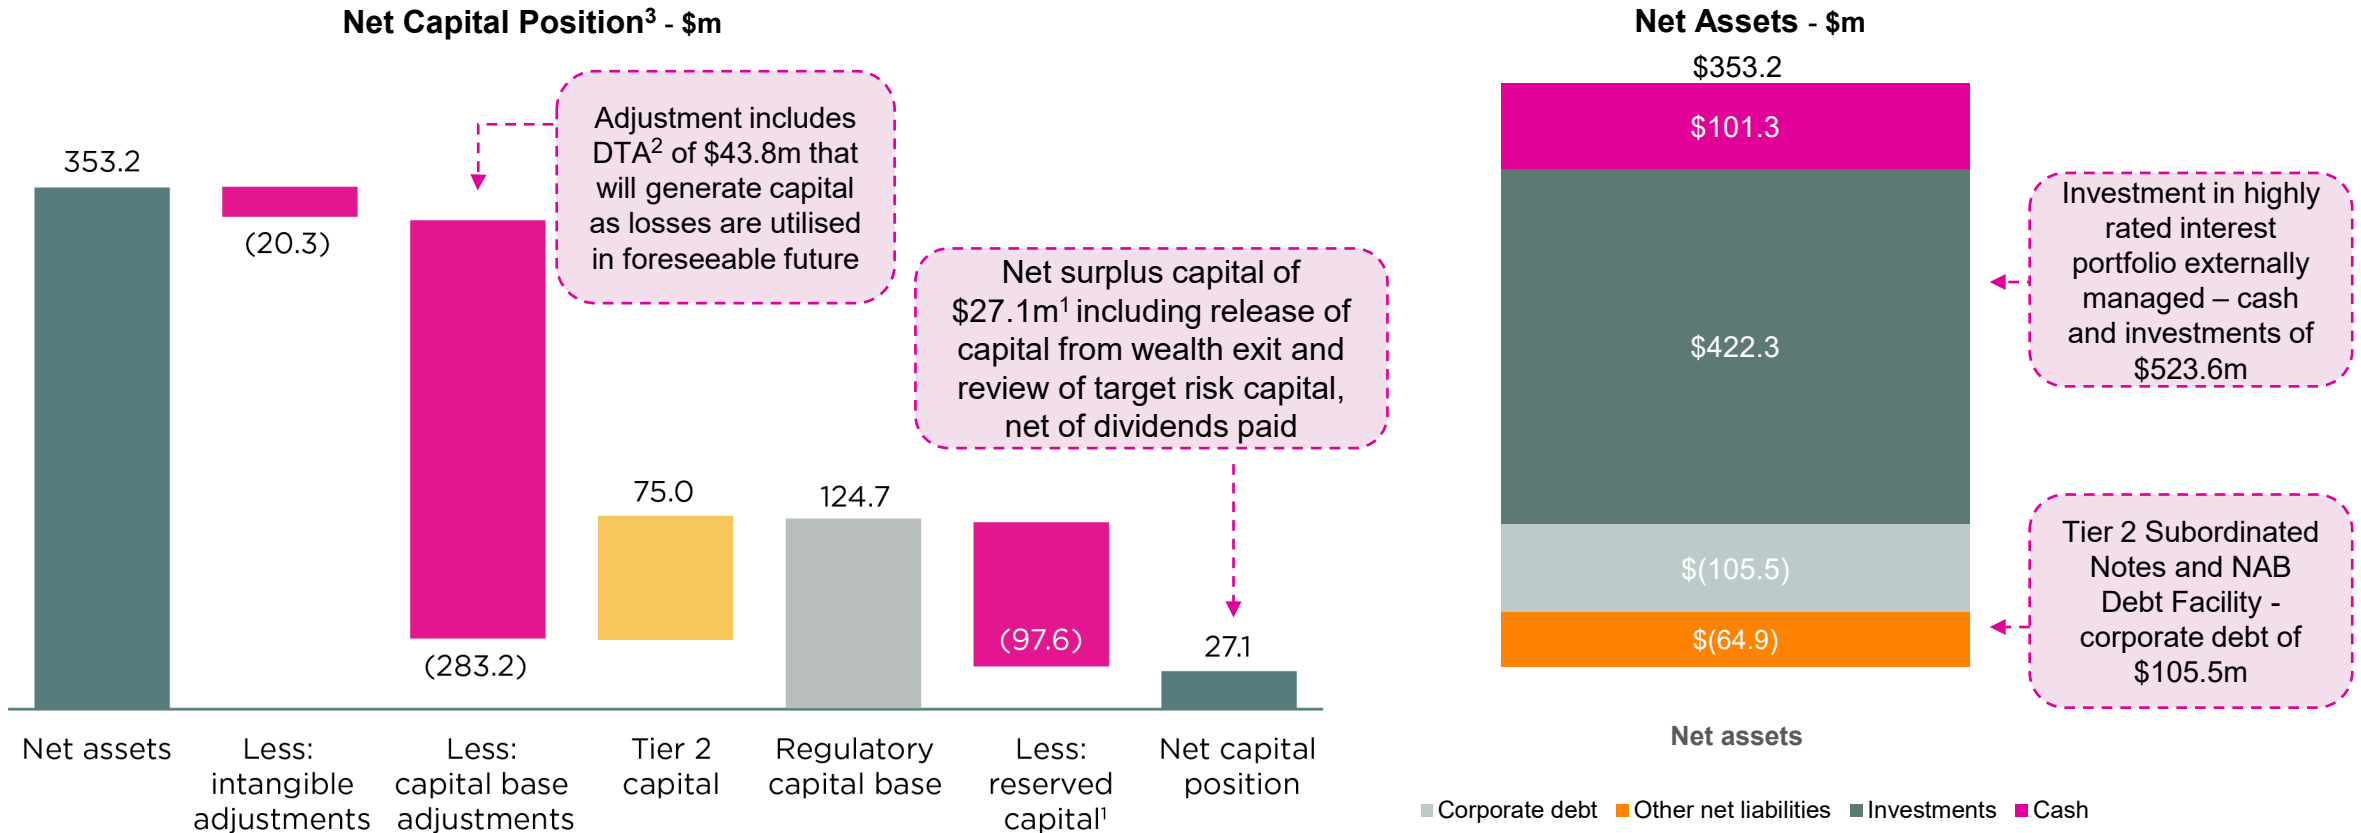 Net Capital Position³ - $m
353.2
(20.3)
(283.2)
75.0
124.7
(97.6)
27.1
Adjustment includes
DTA² of $43.8m that
will generate capital
as losses are utilised
in foreseeable future
Net surplus capital of
$27.1m¹ including release of
capital from wealth exit and
review of target risk capital,
net of dividends paid
Net assets
Less:
intangible
adjustments
Less:
capital base
adjustments
Tier 2
capital
Regulatory
capital base
Less:
reserved
capital¹
Net capital
position
Net Assets - $m
$353.2
$101.3
$422.3
$(105.5)
$(64.9)
Net assets
Investment in highly
rated interest
portfolio externally
managed – cash
and investments of
$523.6m
Tier 2 Subordinated
Notes and NAB
Debt Facility -
corporate debt of
$105.5m
Corporate debt
Other net liabilities
Investments
Cash